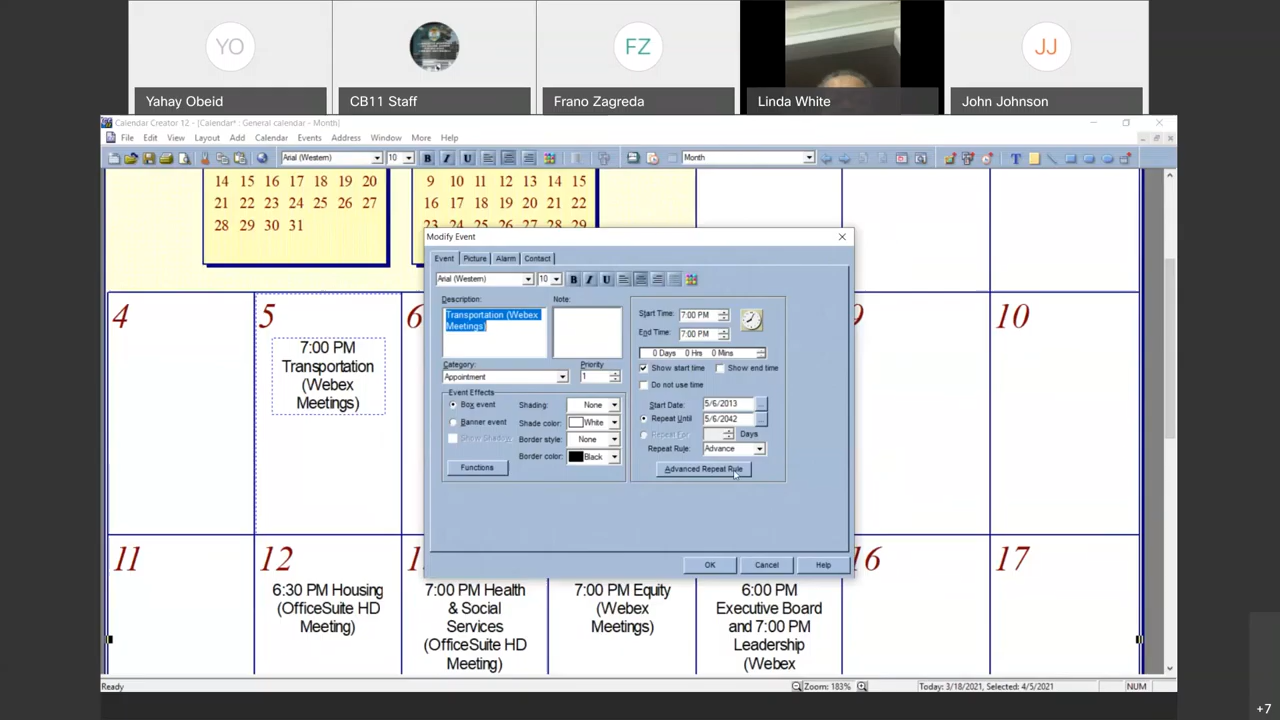 YO
FZ
JJ
Yahay Obeid
CB11 Staff
Frano Zagreda
Linda White
John Johnson
Calendar Creator 12 - [Calendar* : General calendar - Month]
File Edit View Layout Add Calendar Events Address Window More Help
Arial (Western) 10 B I U Month T
14 15 16 17 18 19 20
21 22 23 24 25 26 27
28 29 30 31
9 10 11 12 13 14 15
16 17 18 19 20 21 22
23 24 25 26 27 28 29
4
5
7:00 PM
Transportation
(Webex
Meetings)
6
9
10
Modify Event
Event Picture Alarm Contact
Arial (Western) 10 B I U
Description:
Note:
Transportation (Webex
Meetings)
Category:
Priority
Appointment
1
Event Effects
Box event
Banner event
Show Shadow
Shading: None
Shade color: White
Border style: None
Border color: Black
Functions
Start Time: 7:00 PM
End Time: 7:00 PM
0 Days 0 Hrs 0 Mins
Show start time
Show end time
Do not use time
Start Date: 5/6/2013
Repeat Until 5/6/2042
Repeat For: Days
Repeat Rule: Advance
Advanced Repeat Rule
OK Cancel Help
11
12
6:30 PM Housing
(OfficeSuite HD
Meeting)
7:00 PM Health
& Social
Services
(OfficeSuite HD
Meeting)
7:00 PM Equity
(Webex
Meetings)
6:00 PM
Executive Board
and 7:00 PM
Leadership
(Webex
16
17
Ready
Zoom: 183%
Today: 3/18/2021, Selected: 4/5/2021
NUM
+7